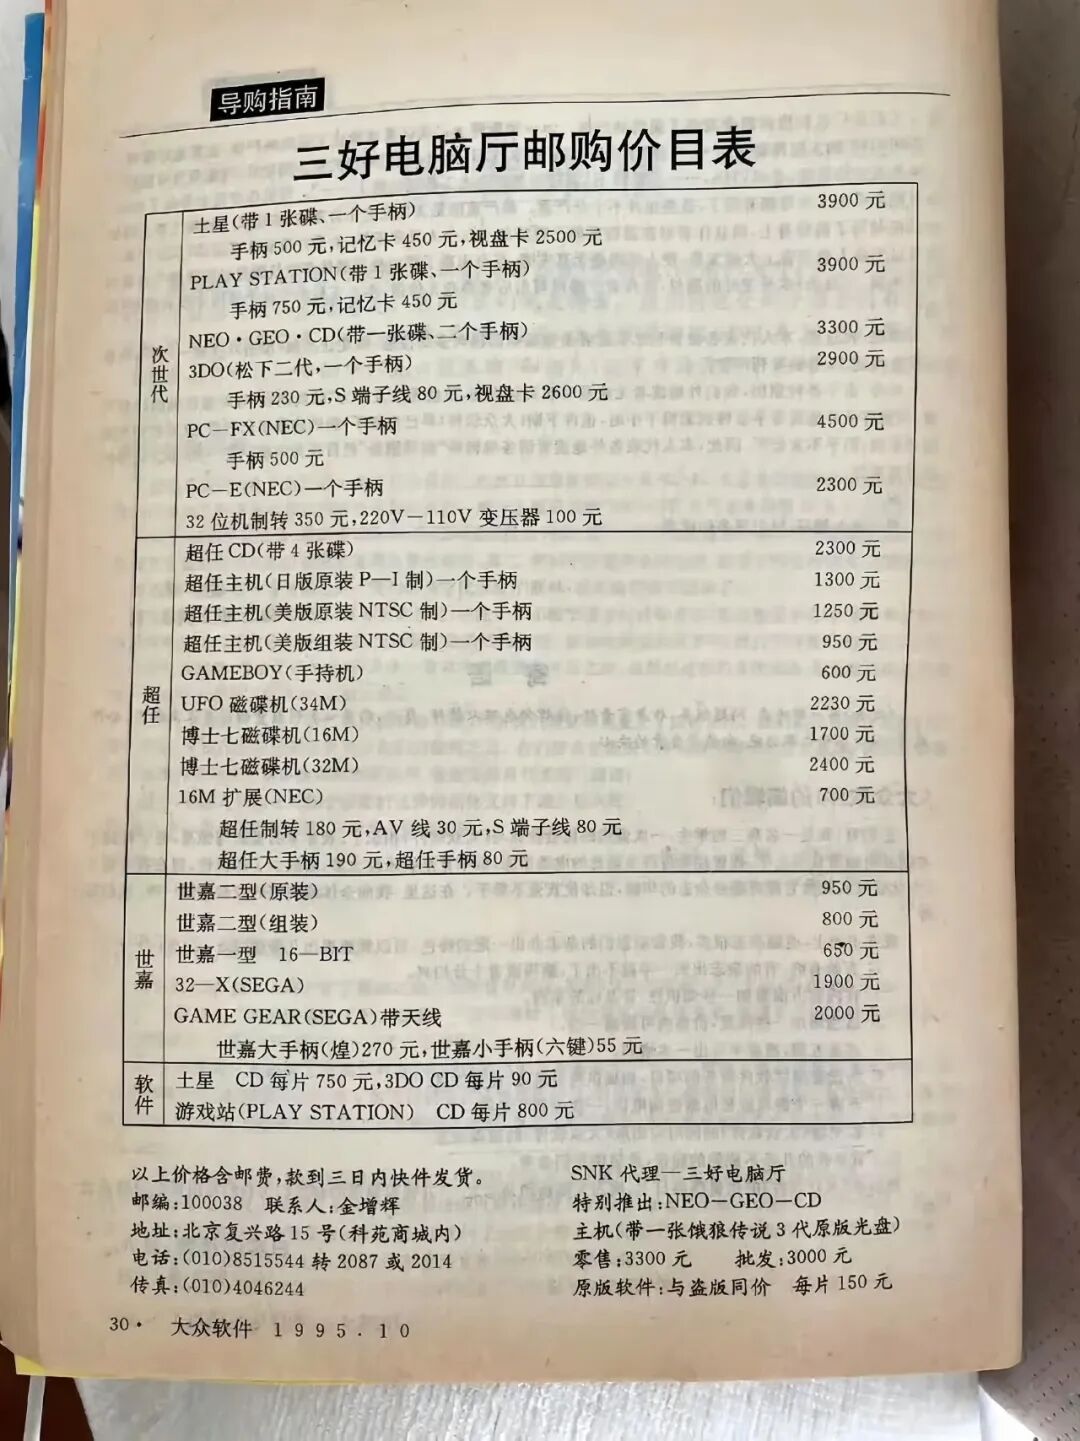 导购指南
三好电脑厅邮购价目表
次世代
土星(带1张碟、一个手柄) 3900元
手柄500元,记忆卡450元,视盘卡2500元
PLAY STATION(带1张碟、一个手柄) 3900元
手柄750元,记忆卡450元
NEO·GEO·CD(带一张碟、二个手柄) 3300元
3DO(松下二代,一个手柄) 2900元
手柄230元,S端子线80元,视盘卡2600元
PC—FX(NEC)一个手柄 4500元
手柄500元
PC—E(NEC)一个手柄 2300元
32位机制转350元,220V—110V变压器100元
超任
超任CD(带4张碟) 2300元
超任主机(日版原装P—I制)一个手柄 1300元
超任主机(美版原装NTSC制)一个手柄 1250元
超任主机(美版组装NTSC制)一个手柄 950元
GAMEBOY(手持机) 600元
UFO磁碟机(34M) 2230元
博士七磁碟机(16M) 1700元
博士七磁碟机(32M) 2400元
16M扩展(NEC) 700元
超任制转180元,AV线30元,S端子线80元
超任大手柄190元,超任手柄80元
世嘉
世嘉二型(原装) 950元
世嘉二型(组装) 800元
世嘉一型 16—BIT 650元
32—X(SEGA) 1900元
GAME GEAR(SEGA)带天线 2000元
世嘉大手柄(煌)270元,世嘉小手柄(六键)55元
软件
土星 CD每片750元,3DO CD每片90元
游戏站(PLAY STATION) CD每片800元
以上价格含邮费,款到三日内快件发货。
邮编:100038 联系人:金增辉
地址:北京复兴路15号(科苑商城内)
电话:(010)8515544转2087或2014
传真:(010)4046244
SNK代理—三好电脑厅
特别推出:NEO—GEO—CD
主机(带一张饿狼传说3代原版光盘)
零售:3300元 批发:3000元
原版软件:与盗版同价 每片150元
30· 大众软件 1995.10